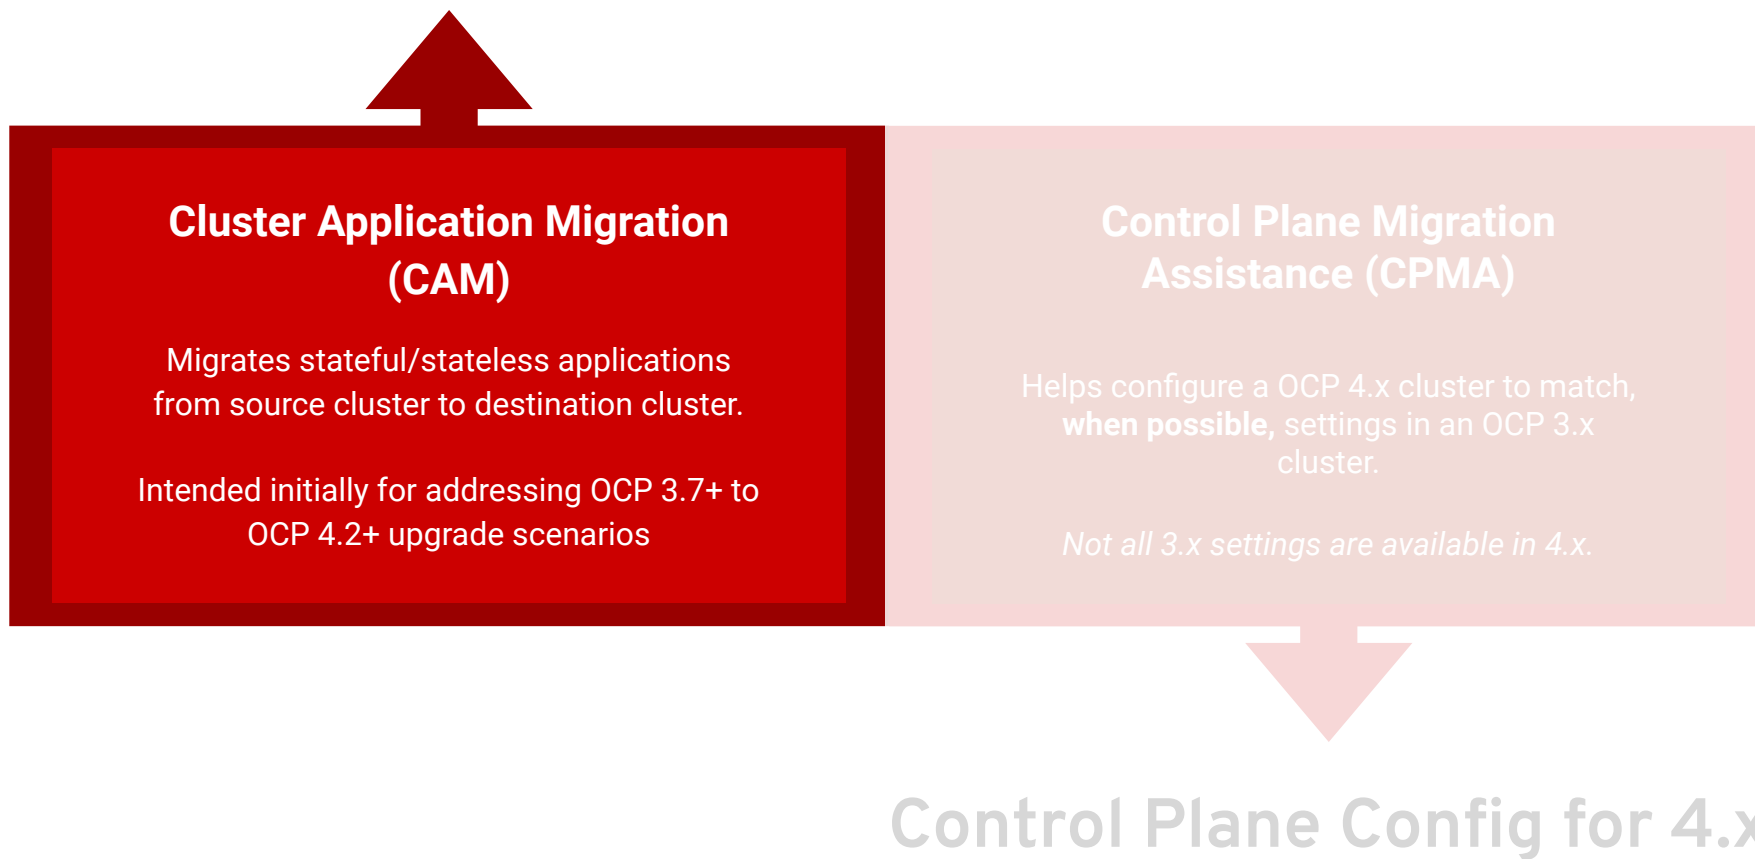 Cluster Application Migration
(CAM)
Migrates stateful/stateless applications
from source cluster to destination cluster.
Intended initially for addressing OCP 3.7+ to
OCP 4.2+ upgrade scenarios
Control Plane Migration
Assistance (CPMA)
Helps configure a OCP 4.x cluster to match,
when possible, settings in an OCP 3.x
cluster.
Not all 3.x settings are available in 4.x.
Control Plane Config for 4.x